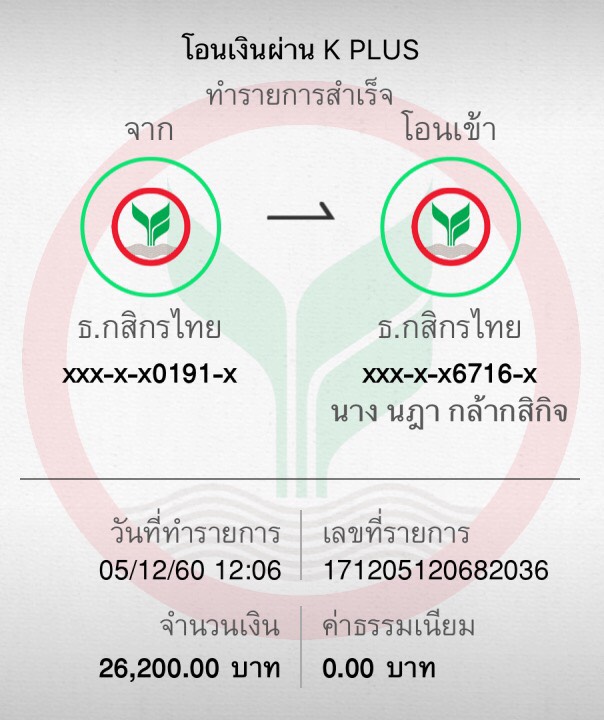 โอนเงินผ่าน K PLUS
ทำรายการสำเร็จ
จาก
โอนเข้า
ธ.กสิกรไทย
ธ.กสิกรไทย
xxx-x-x0191-x
xxx-x-x6716-x
นาง นฎา กล้ากสิกิจ
วันที่ทำรายการ
เลขที่รายการ
05/12/60 12:06
171205120682036
จำนวนเงิน
ค่าธรรมเนียม
26,200.00 บาท
0.00 บาท